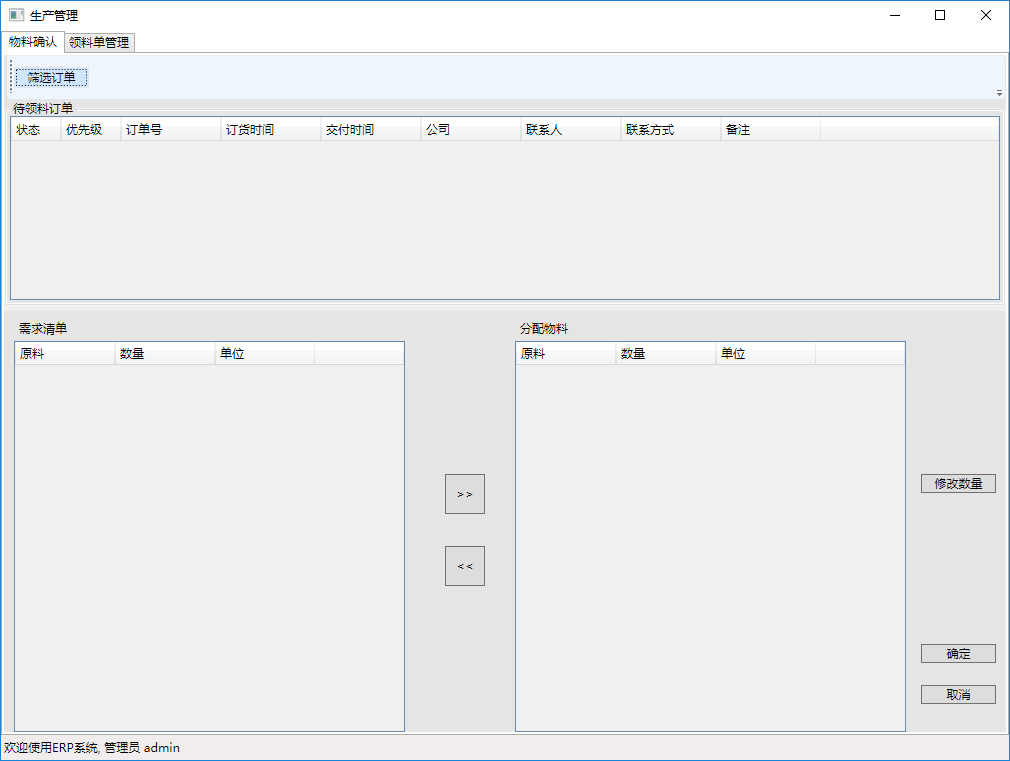 生产管理
物料确认 领料单管理
筛选订单
待领料订单
状态 优先级 订单号 订货时间 交付时间 公司 联系人 联系方式 备注
需求清单 分配物料
原料 数量 单位 原料 数量 单位
>>
修改数量
<<
确定
取消
欢迎使用ERP系统, 管理员 admin